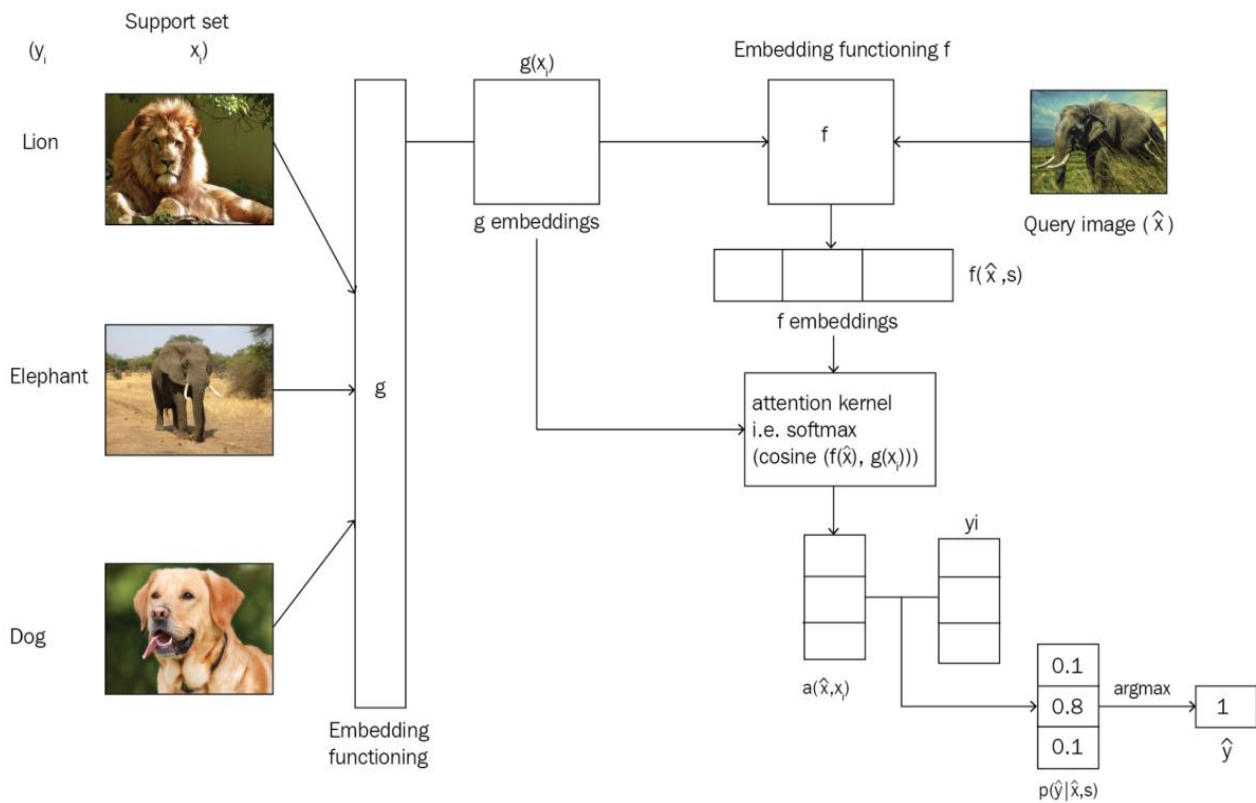 Support set
(yᵢ
xᵢ)
Lion
Elephant
Dog
g
Embedding
functioning
g(xᵢ)
g embeddings
Embedding functioning f
f
Query image (x̂)
f(x̂,s)
f embeddings
attention kernel
i.e. softmax
(cosine (f(x̂), g(xᵢ)))
a(x̂,xᵢ)
yi
0.1
0.8
0.1
p(ŷ|x̂,s)
argmax
1
ŷ